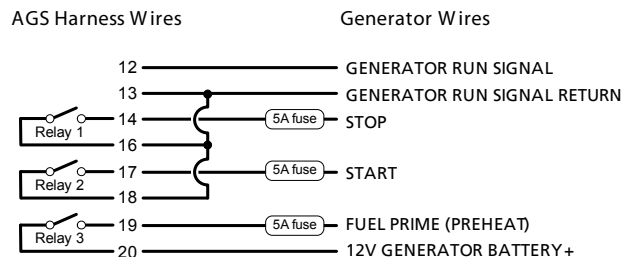 AGS Harness Wires Generator Wires
12 GENERATOR RUN SIGNAL
13 GENERATOR RUN SIGNAL RETURN
14 5A fuse STOP
Relay 1
16
17 5A fuse START
Relay 2
18
19 5A fuse FUEL PRIME (PREHEAT)
Relay 3
20 12V GENERATOR BATTERY+